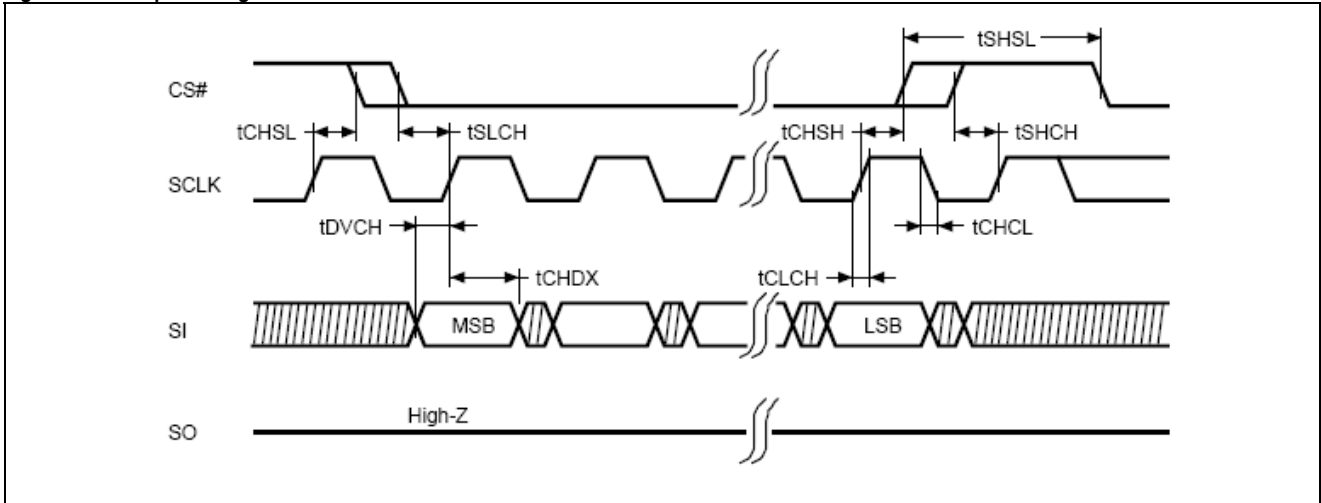 tSHSL
CS#
tCHSL
tSLCH
tCHSH
tSHCH
SCLK
tDVCH
tCHCL
tCHDX
tCLCH
SI
MSB
LSB
High-Z
SO